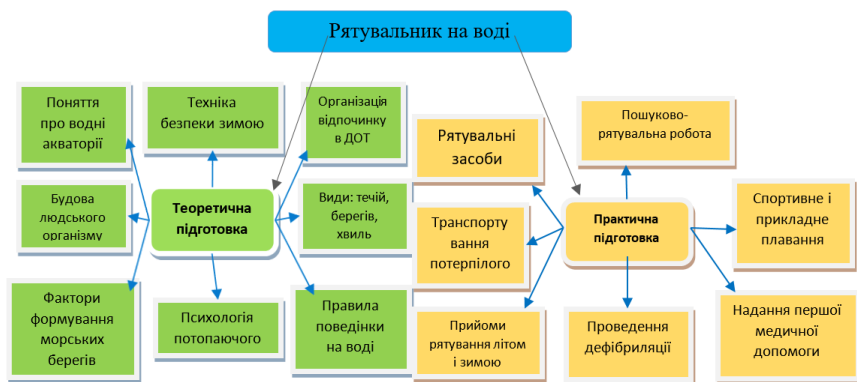 Рятувальник на воді
Поняття
про водні
акваторії
Техніка
безпеки зимою
Організація
відпочинку
в ДОТ
Рятувальні
засоби
Пошуково-
рятувальна робота
Будова
людського
організму
Теоретична
підготовка
Види: течій,
берегів,
хвиль
Транспорту
вання
потерпілого
Практична
підготовка
Спортивне і
прикладне
плавання
Фактори
формування
морських
берегів
Психологія
потопаючого
Правила
поведінки
на воді
Прийоми
рятування літом
і зимою
Проведення
дефібриляції
Надання першої
медичної
допомоги